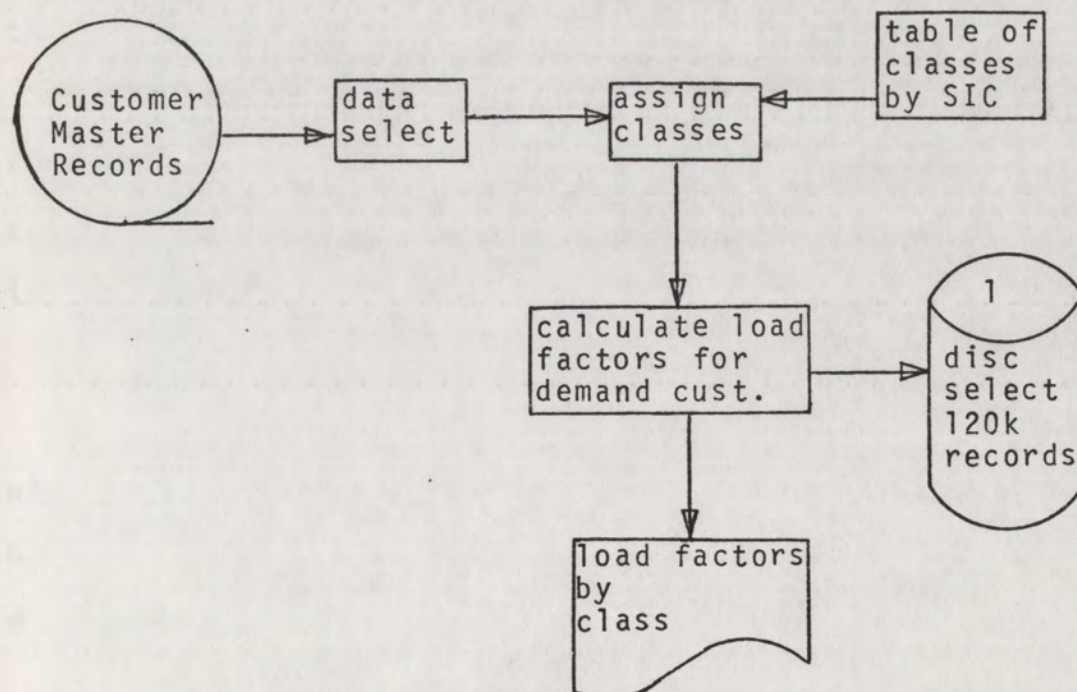 Customer
Master
Records
data
select
assign
classes
table of
classes
by SIC
calculate load
factors for
demand cust.
1
disc
select
120k
records
load factors
by
class